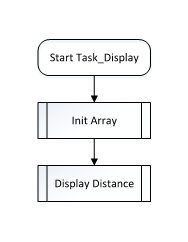 Start Task_Display
Init Array
Display Distance